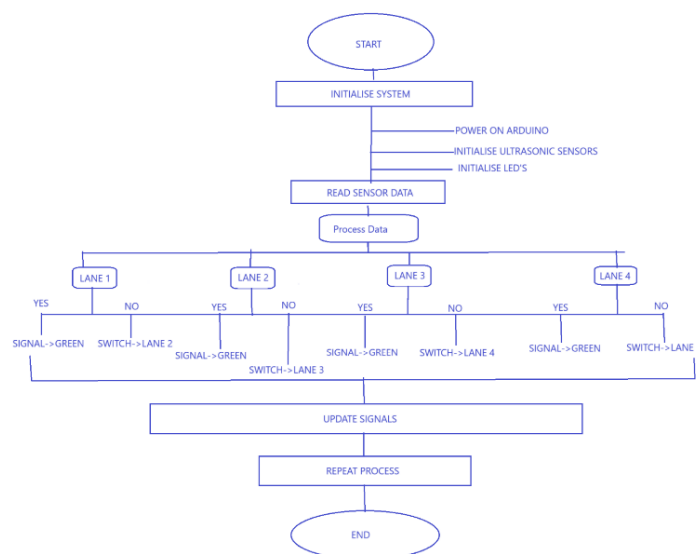 START
INITIALISE SYSTEM
POWER ON ARDUINO
INITIALISE ULTRASONIC SENSORS
INITIALISE LED'S
READ SENSOR DATA
Process Data
LANE 1
LANE 2
LANE 3
LANE 4
YES
NO
YES
NO
YES
NO
YES
NO
SIGNAL->GREEN
SWITCH->LANE 2
SIGNAL->GREEN
SWITCH->LANE 3
SIGNAL->GREEN
SWITCH->LANE 4
SIGNAL->GREEN
SWITCH->LANE
UPDATE SIGNALS
REPEAT PROCESS
END